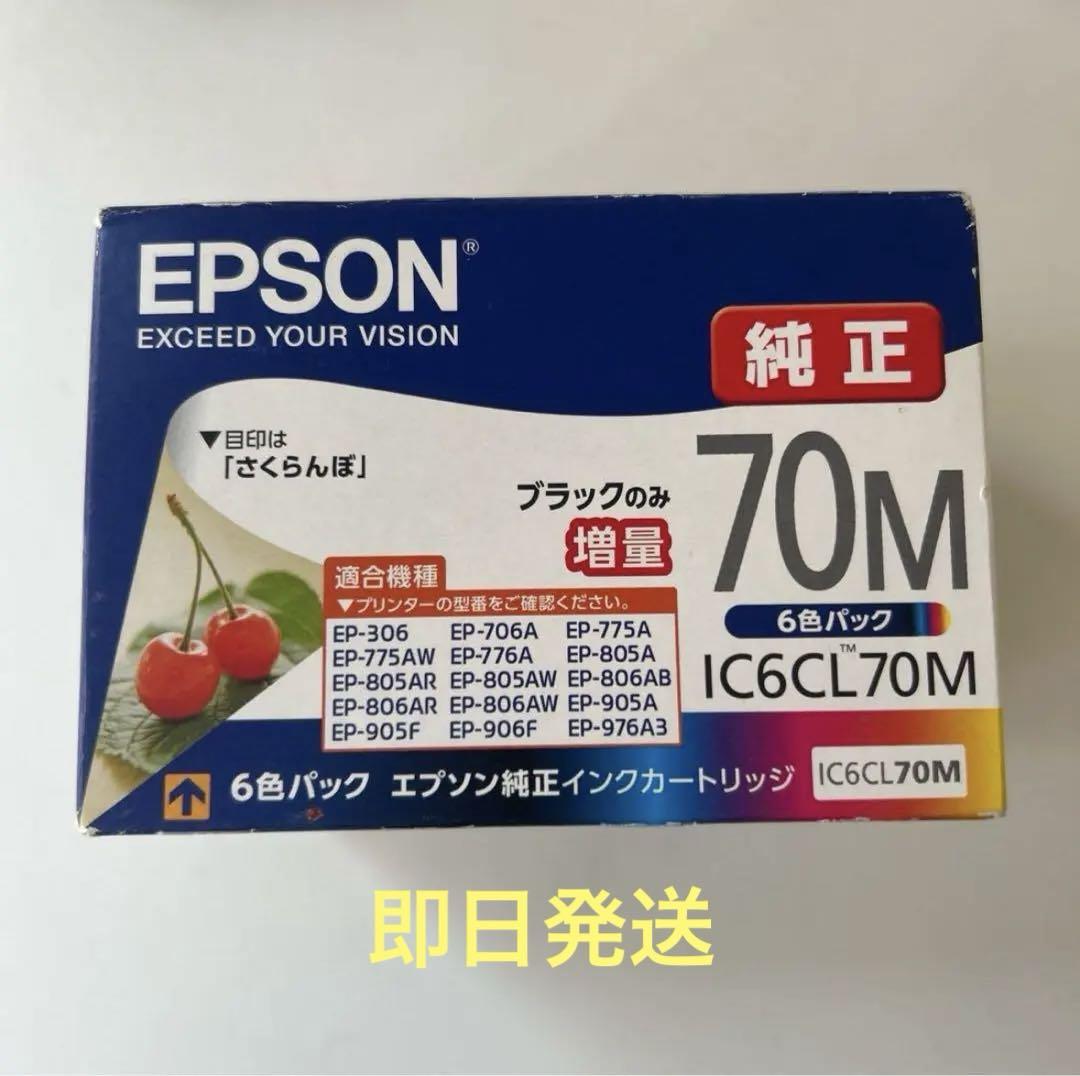 EPSON®
EXCEED YOUR VISION
純正
▼目印は
「さくらんぼ」
ブラックのみ
増量
70M
6色パック
IC6CL™70M
適合機種
▼プリンターの型番をご確認ください。
EP-306 EP-706A EP-775A
EP-775AW EP-776A EP-805A
EP-805AR EP-805AW EP-806AB
EP-806AR EP-806AW EP-905A
EP-905F EP-906F EP-976A3
6色パック エプソン純正インクカートリッジ IC6CL70M
即日発送